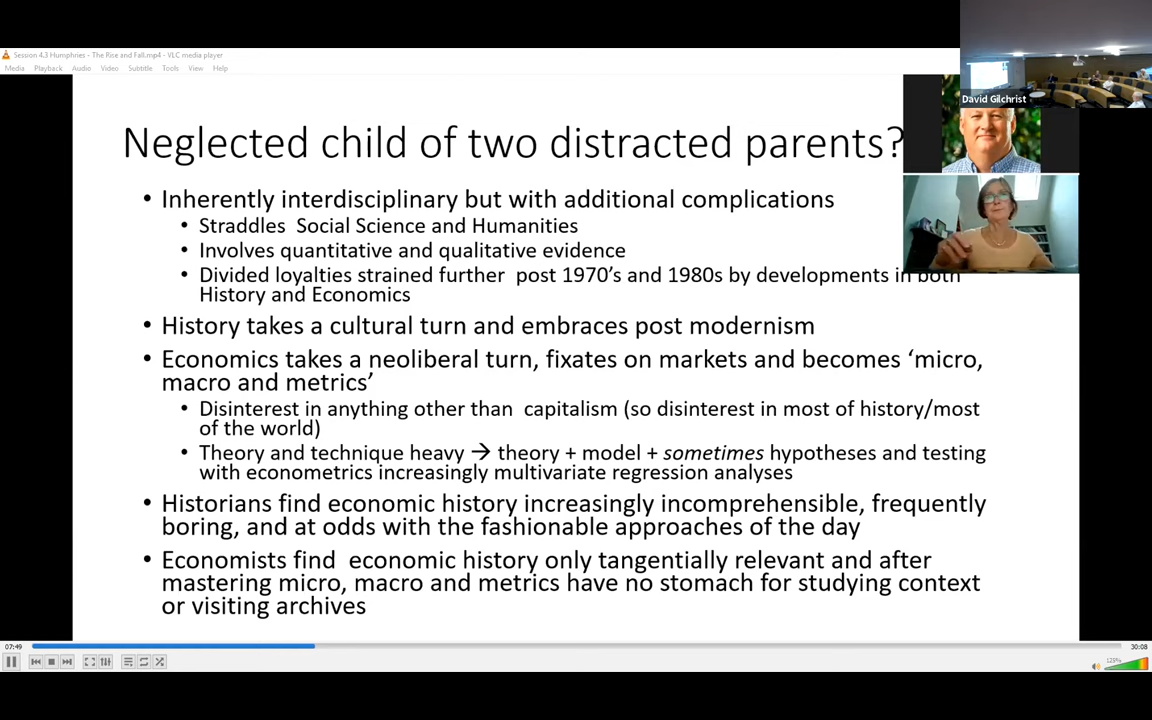 Session 4.3 Humphries - The Rise and Fall.mp4 - VLC media player
Media Playback Audio Video Subtitle Tools View Help
David Gilchrist
Neglected child of two distracted parents?
• Inherently interdisciplinary but with additional complications
• Straddles Social Science and Humanities
• Involves quantitative and qualitative evidence
• Divided loyalties strained further post 1970's and 1980s by developments in both
History and Economics
• History takes a cultural turn and embraces post modernism
• Economics takes a neoliberal turn, fixates on markets and becomes ‘micro,
macro and metrics’
• Disinterest in anything other than capitalism (so disinterest in most of history/most
of the world)
• Theory and technique heavy → theory + model + sometimes hypotheses and testing
with econometrics increasingly multivariate regression analyses
• Historians find economic history increasingly incomprehensible, frequently
boring, and at odds with the fashionable approaches of the day
• Economists find economic history only tangentially relevant and after
mastering micro, macro and metrics have no stomach for studying context
or visiting archives
07:49
30:08